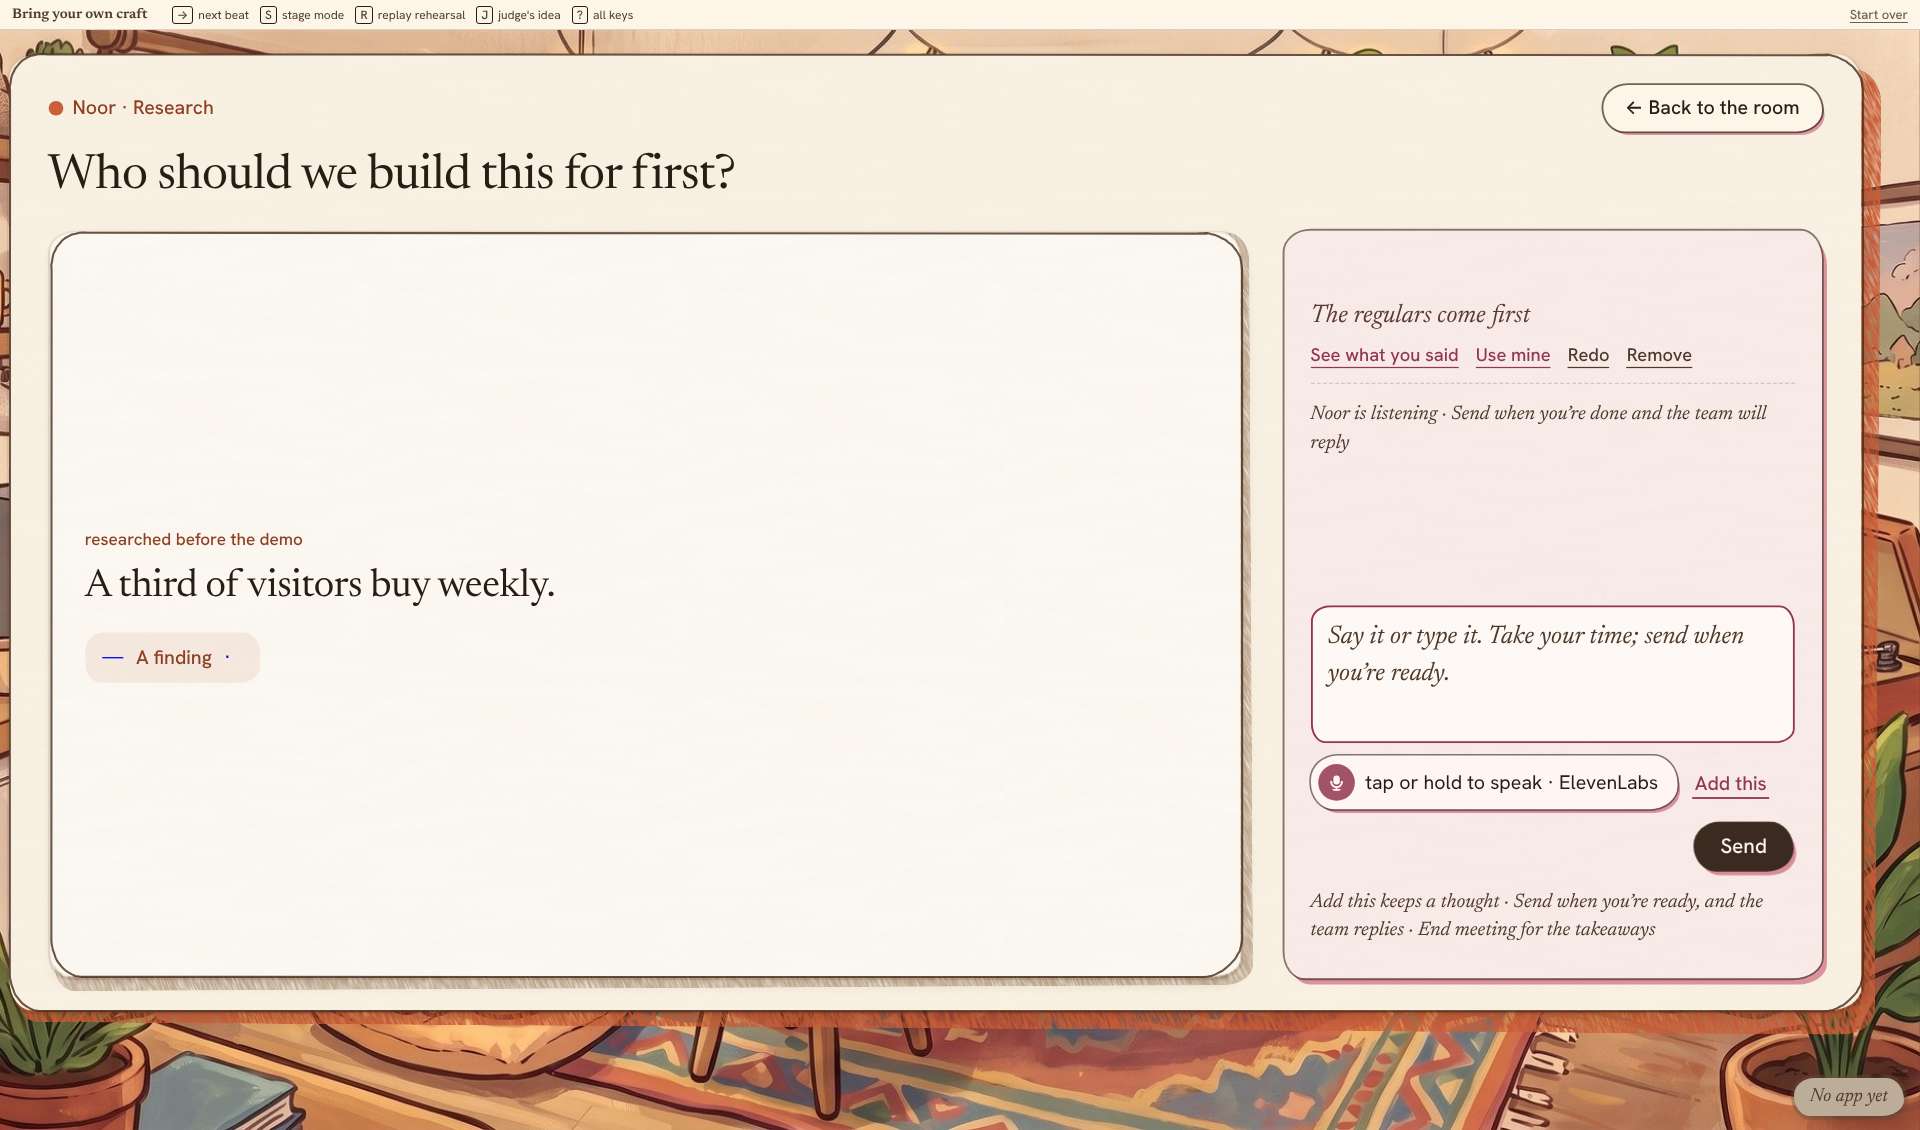 Bring your own craft → next beat S stage mode R replay rehearsal J judge's idea ? all keys Start over
Noor · Research
← Back to the room
Who should we build this for first?
researched before the demo
A third of visitors buy weekly.
— A finding ·
The regulars come first
See what you said Use mine Redo Remove
Noor is listening · Send when you’re done and the team will
reply
Say it or type it. Take your time; send when
you’re ready.
tap or hold to speak · ElevenLabs Add this
Send
Add this keeps a thought · Send when you’re ready, and the
team replies · End meeting for the takeaways
No app yet